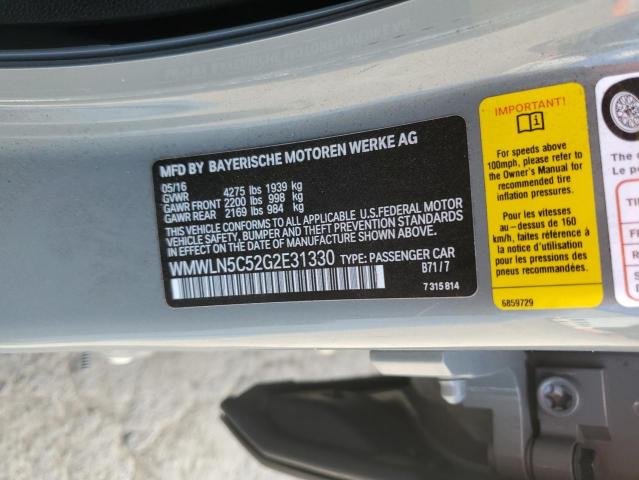 MFD BY BAYERISCHE MOTOREN WERKE AG
05/16
GVWR 4275 lbs 1939 kg
GAWR FRONT 2200 lbs 998 kg
GAWR REAR 2169 lbs 984 kg
THIS VEHICLE CONFORMS TO ALL APPLICABLE U.S. FEDERAL MOTOR
VEHICLE SAFETY, BUMPER AND THEFT PREVENTION STANDARDS
IN EFFECT ON THE DATE OF MANUFACTURE SHOWN ABOVE.
WMWLN5C52G2E31330 TYPE: PASSENGER CAR
B71/7
7 315 814
IMPORTANT!
For speeds above
100mph, please refer to
the Owner's Manual for
recommended tire
inflation pressures.
Pour les vitesses
au-dessus de 160
km/h, faites référence à
votre notice d'utilisation
pour les pressions des
pneus recommandées.
6859729
The
Le p
TI
F
R
S
D